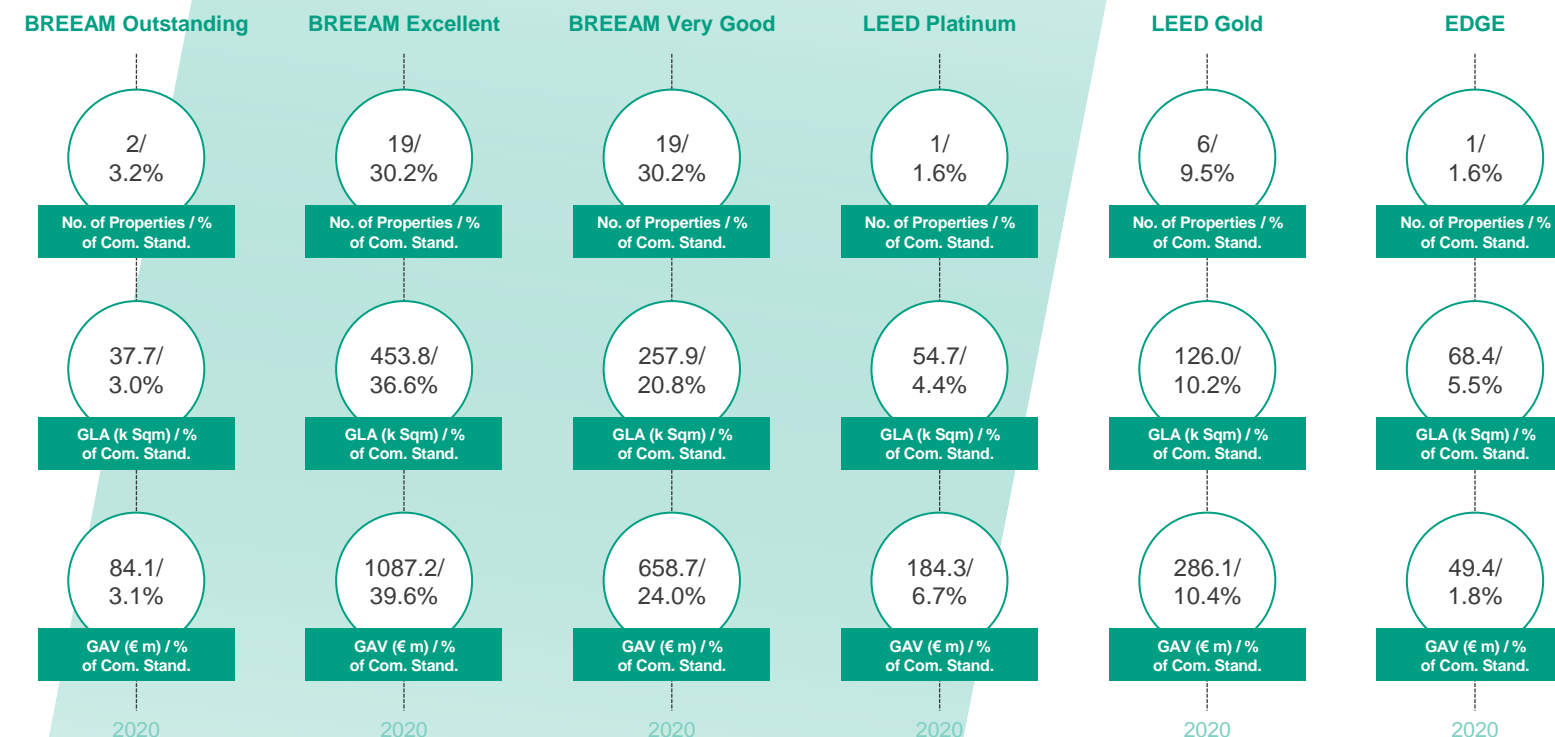 BREEAM Outstanding
BREEAM Excellent
BREEAM Very Good
LEED Platinum
LEED Gold
EDGE
2/
3.2%
19/
30.2%
19/
30.2%
1/
1.6%
6/
9.5%
1/
1.6%
No. of Properties / %
of Com. Stand.
No. of Properties / %
of Com. Stand.
No. of Properties / %
of Com. Stand.
No. of Properties / %
of Com. Stand.
No. of Properties / %
of Com. Stand.
No. of Properties / %
of Com. Stand.
37.7/
3.0%
453.8/
36.6%
257.9/
20.8%
54.7/
4.4%
126.0/
10.2%
68.4/
5.5%
GLA (k Sqm) / %
of Com. Stand.
GLA (k Sqm) / %
of Com. Stand.
GLA (k Sqm) / %
of Com. Stand.
GLA (k Sqm) / %
of Com. Stand.
GLA (k Sqm) / %
of Com. Stand.
GLA (k Sqm) / %
of Com. Stand.
84.1/
3.1%
1087.2/
39.6%
658.7/
24.0%
184.3/
6.7%
286.1/
10.4%
49.4/
1.8%
GAV (€ m) / %
of Com. Stand.
GAV (€ m) / %
of Com. Stand.
GAV (€ m) / %
of Com. Stand.
GAV (€ m) / %
of Com. Stand.
GAV (€ m) / %
of Com. Stand.
GAV (€ m) / %
of Com. Stand.
2020
2020
2020
2020
2020
2020